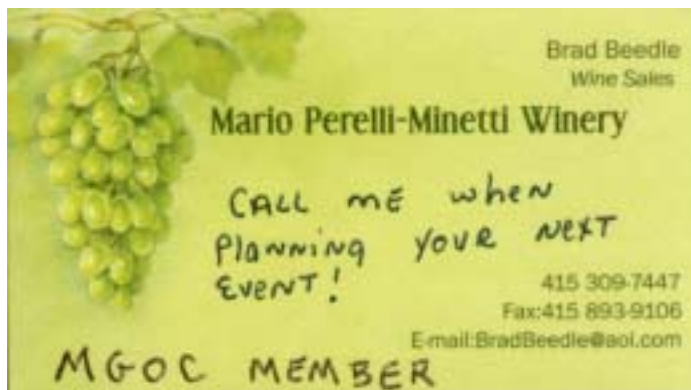 Brad Beedle
Wine Sales
Mario Perelli-Minetti Winery
CALL ME when
PlANNiNg YOUR NEXT
EVENT!
415 309-7447
Fax:415 893-9106
E-mail:BradBeedle@aol.com
MGOC MEMBER